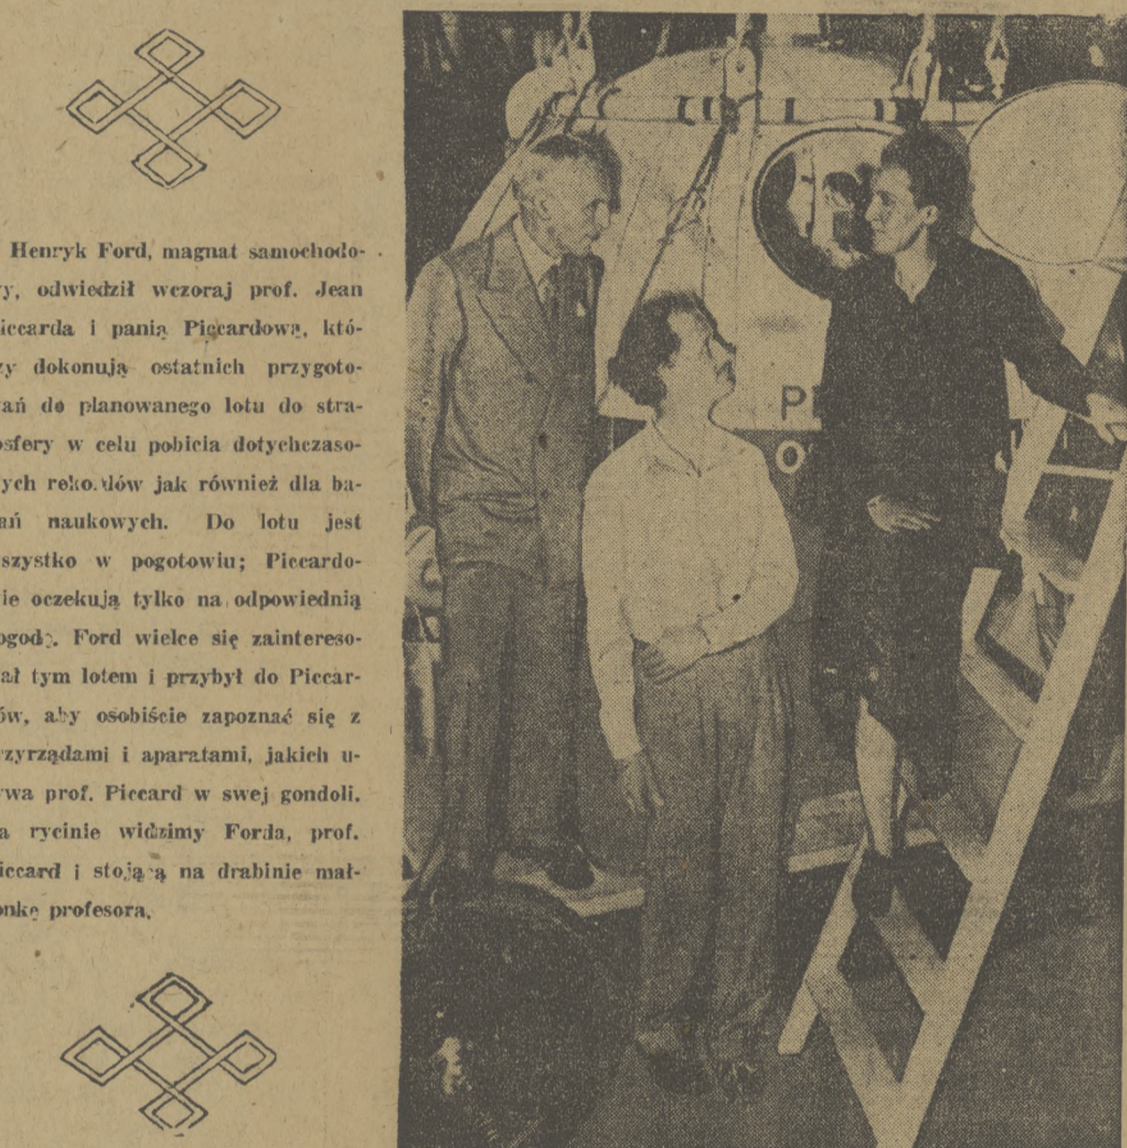 Henryk Ford, magnat samochodo-
y, odwiedził wczoraj prof. Jean
iccarda i panią Piccardową, któ-
zy dokonują ostatnich przygoto-
ań do planowanego lotu do stra-
osfery w celu pobicia dotychczaso-
ych rekordów jak również dla ba-
ań naukowych. Do lotu jest
szystko w pogotowiu; Piccardo-
ie oczekują tylko na odpowiednią
ogodę. Ford wielce się zaintereso-
ał tym lotem i przybył do Piccar-
ów, aby osobiście zapoznać się z
rzyrządami i aparatami, jakich u-
ywa prof. Piccard w swej gondoli.
a rycinie widzimy Forda, prof.
iccard i stojącą na drabinie mał-
onkę profesora,
P
O